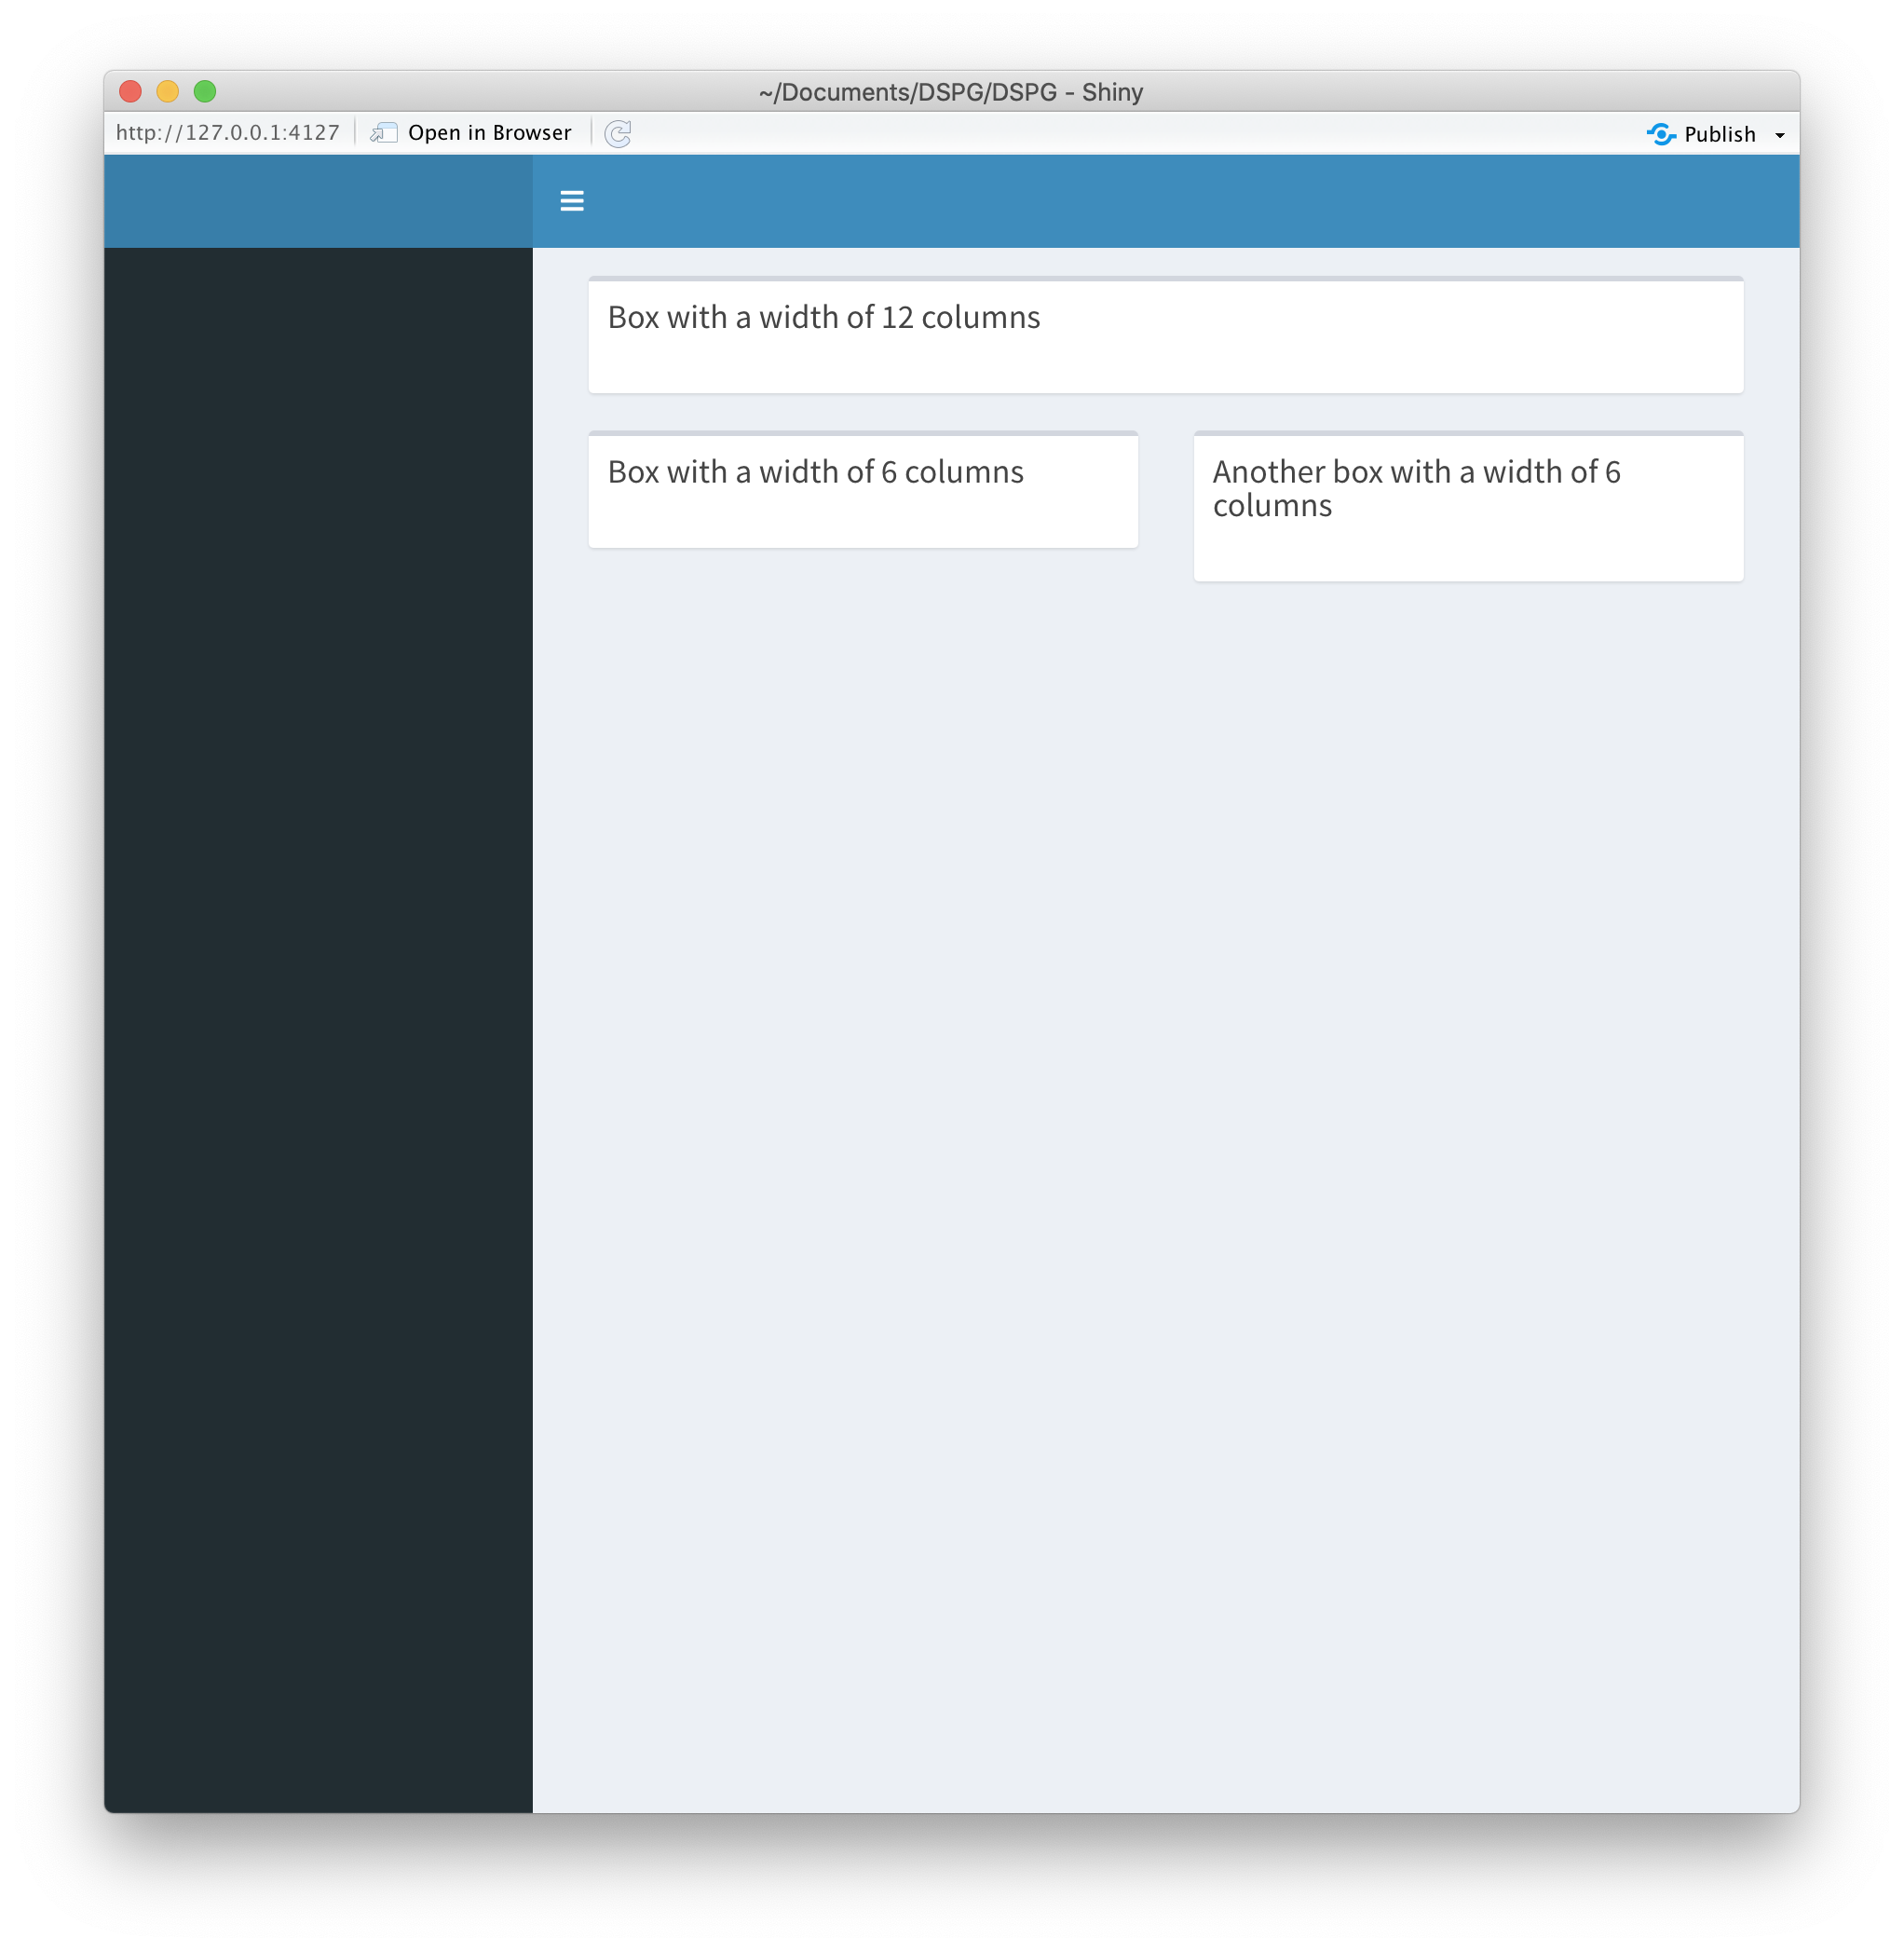 ~/Documents/DSPG/DSPG - Shiny
http://127.0.0.1:4127 Open in Browser Publish
Box with a width of 12 columns
Box with a width of 6 columns
Another box with a width of 6
columns